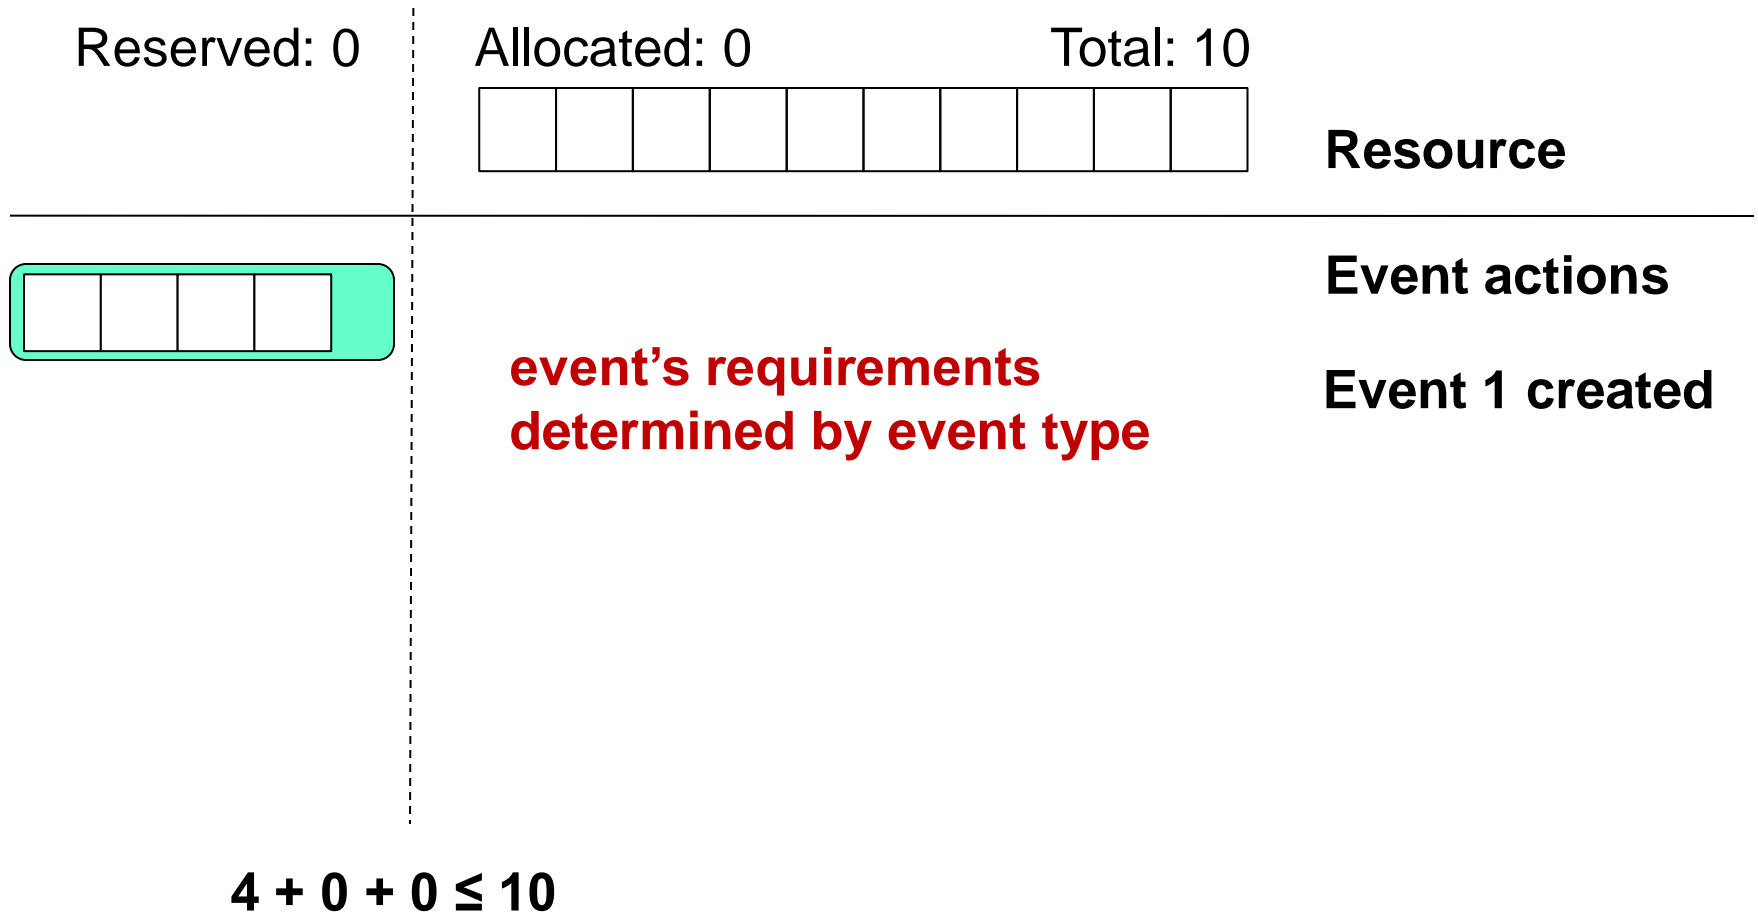 Reserved: 0
Allocated: 0
Total: 10
Resource
Event actions
event’s requirements
determined by event type
Event 1 created
4 + 0 + 0 ≤ 10